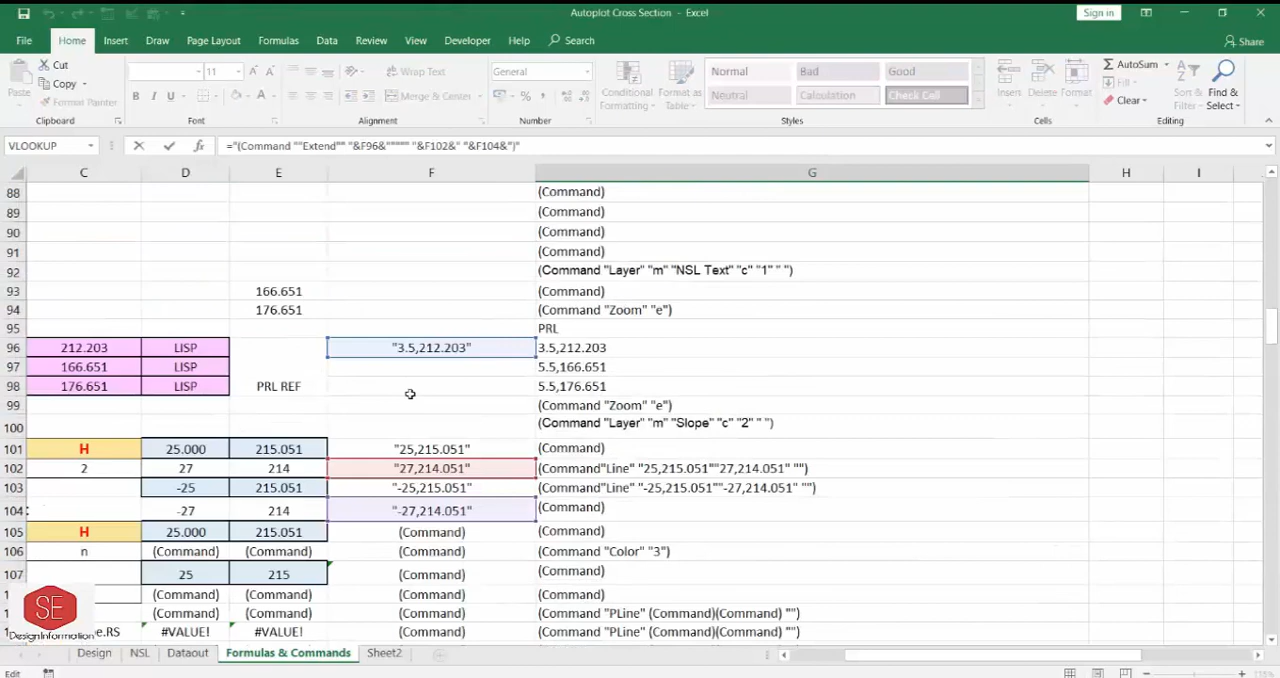 Autoplot Cross Section - Excel
Sign in
File Home Insert Draw Page Layout Formulas Data Review View Developer Help Search Share
Paste Cut Copy Format Painter Clipboard
11 B I U Font
Wrap Text Merge & Center Alignment
General % Number
Conditional Formatting Format as Table Normal Bad Good Neutral Calculation Check Cell Styles
Insert Delete Format Cells
AutoSum Fill Clear Sort & Filter Find & Select Editing
VLOOKUP fx
C D E F G H I
88 (Command)
89 (Command)
90 (Command)
91 (Command)
92 (Command "Layer" "m" "NSL Text" "c" "1" " ")
93 166.651 (Command)
94 176.651 (Command "Zoom" "e")
95 PRL
96 212.203 LISP "3.5,212.203" 3.5,212.203
97 166.651 LISP 5.5,166.651
98 176.651 LISP PRL REF 5.5,176.651
99 (Command "Zoom" "e")
100 (Command "Layer" "m" "Slope" "c" "2" " ")
101 H 25.000 215.051 "25,215.051" (Command)
102 2 27 214 "27,214.051" (Command"Line" "25,215.051""27,214.051" "")
103 -25 215.051 "-25,215.051" (Command"Line" "-25,215.051""-27,214.051" "")
104 -27 214 "-27,214.051" (Command)
105 H 25.000 215.051 (Command) (Command)
106 n (Command) (Command) (Command) (Command "Color" "3")
107 25 215 (Command) (Command)
(Command) (Command) (Command) (Command)
(Command) (Command) (Command) (Command "PLine" (Command)(Command) "")
#VALUE! #VALUE! (Command) (Command "PLine" (Command)(Command) "")
SE
DesignInformation
Design NSL Dataout Formulas & Commands Sheet2
Edit